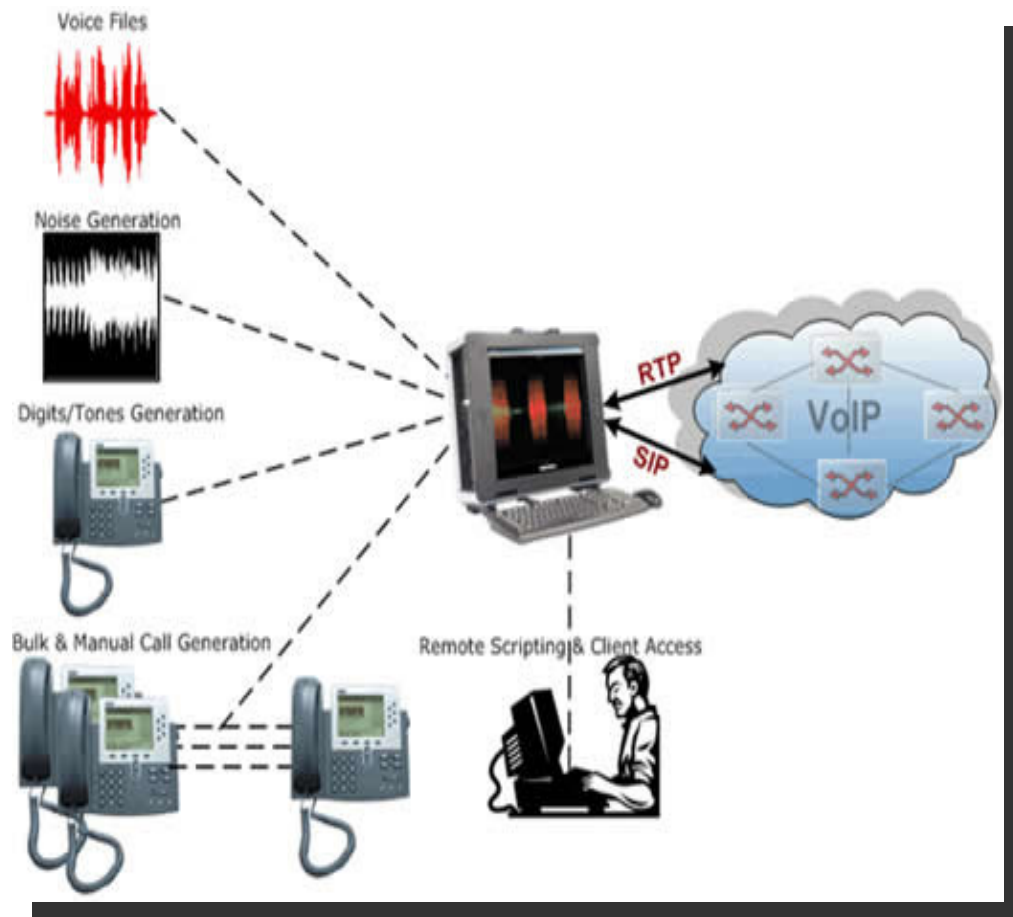 Voice Files
Noise Generation
Digits/Tones Generation
RTP
VoIP
SIP
Bulk & Manual Call Generation
Remote Scripting & Client Access